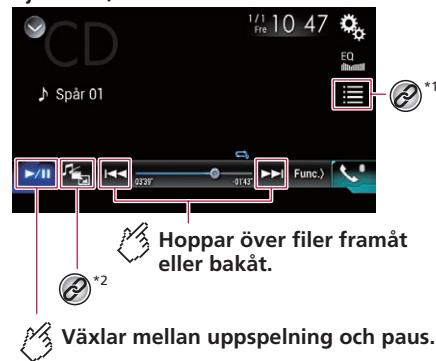 CD
1/1
Fre 10 47
EQ
♪ Spår 01
*1
03'39"
-01'43"
Func.⟩
Hoppar över filer framåt
eller bakåt.
*2
Växlar mellan uppspelning och paus.